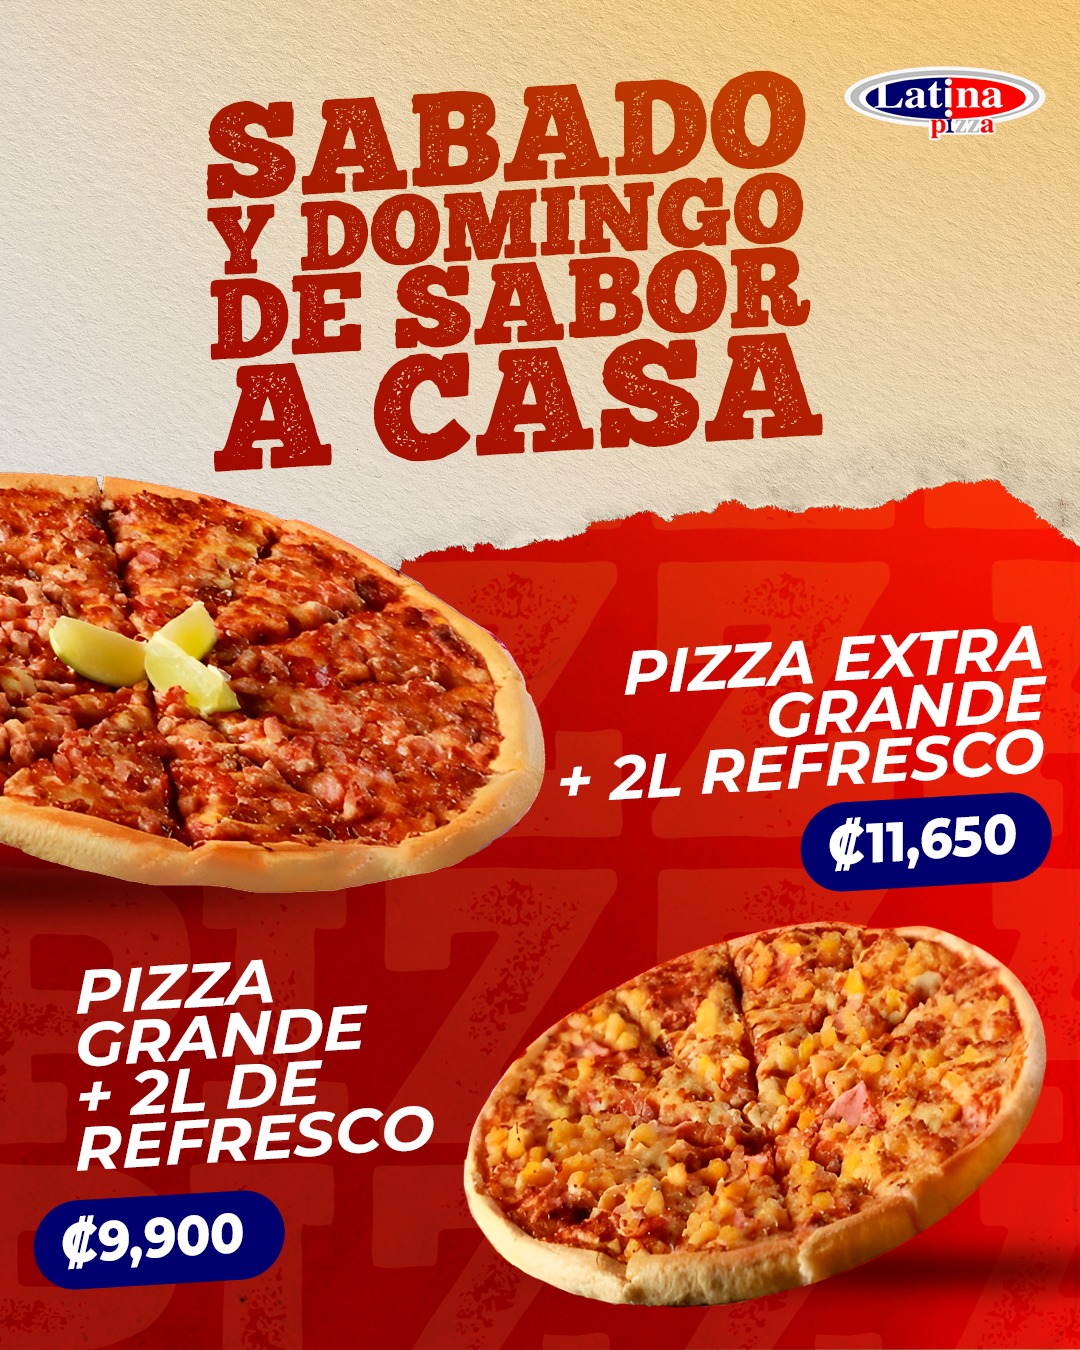 SABADO
Y DOMINGO
DE SABOR
A CASA
Latina
pizza
PIZZA EXTRA
GRANDE
+ 2L REFRESCO
₡11,650
PIZZA
GRANDE
+ 2L DE
REFRESCO
₡9,900